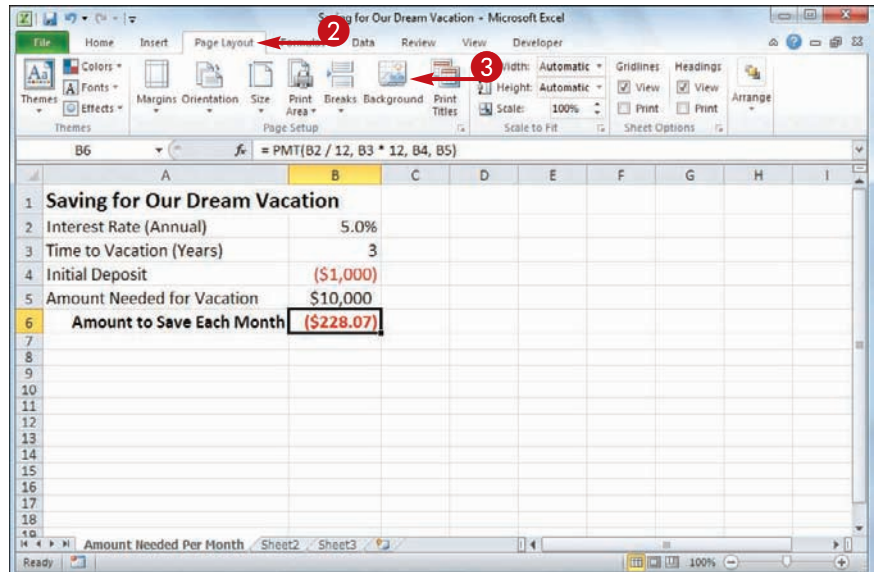 Saving for Our Dream Vacation - Microsoft Excel
2
File Home Insert Page Layout Formulas Data Review View Developer
3
Colors
Fonts
Effects
Themes
Margins Orientation Size Print Area Breaks Background Print Titles
Width: Automatic
Height: Automatic
Scale: 100%
Gridlines Headings
View View
Print Print
Arrange
Themes Page Setup Scale to Fit Sheet Options
B6 fx = PMT(B2 / 12, B3 * 12, B4, B5)
A B C D E F G H I
1 Saving for Our Dream Vacation
2 Interest Rate (Annual) 5.0%
3 Time to Vacation (Years) 3
4 Initial Deposit ($1,000)
5 Amount Needed for Vacation $10,000
6 Amount to Save Each Month ($228.07)
7
8
9
10
11
12
13
14
15
16
17
18
19
Amount Needed Per Month Sheet2 Sheet3
Ready 100%